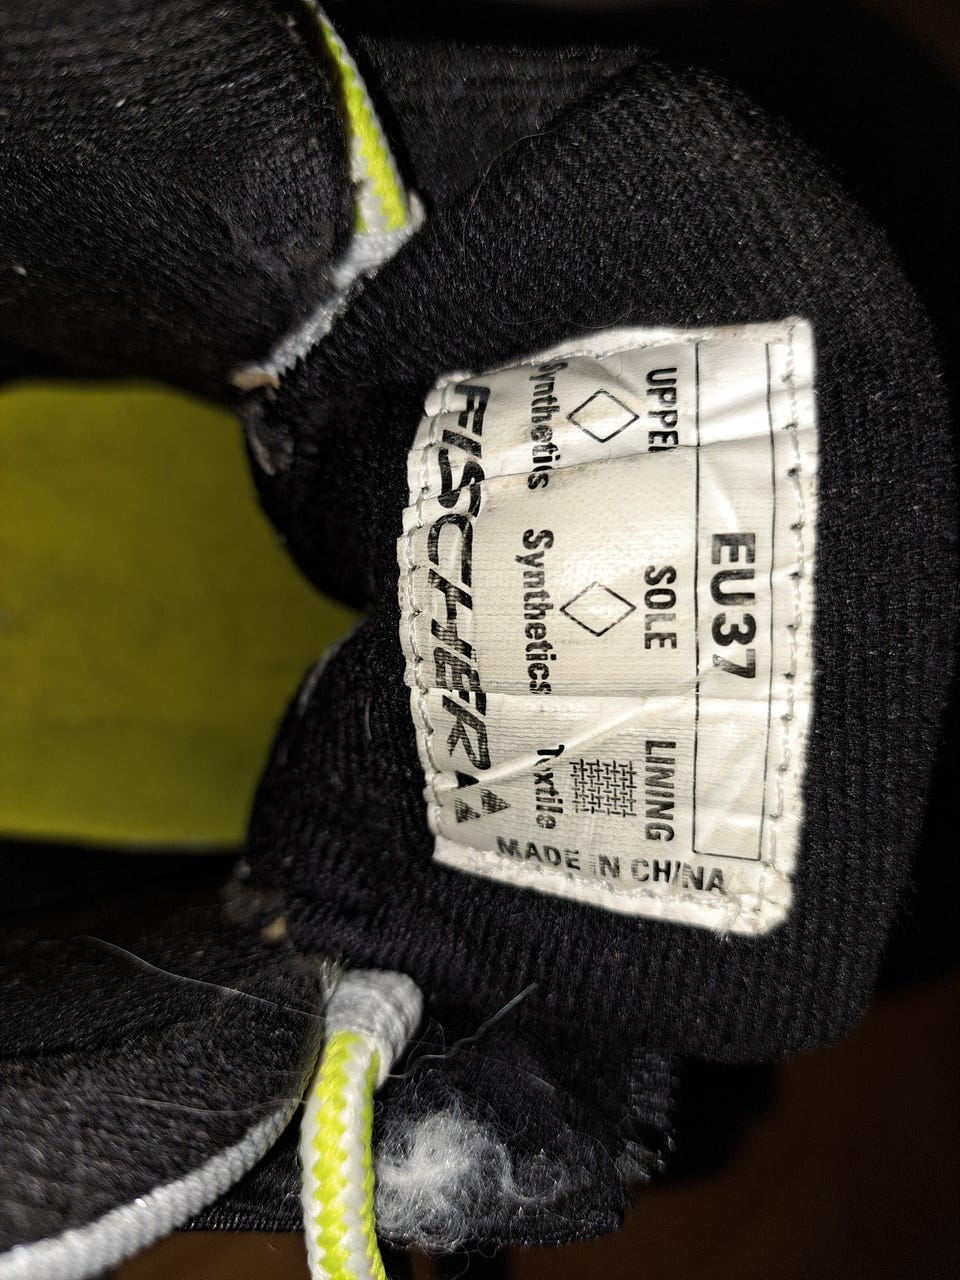 EU37
UPPER SOLE LINING
Synthetics Synthetics Textile
FISCHER
MADE IN CHINA